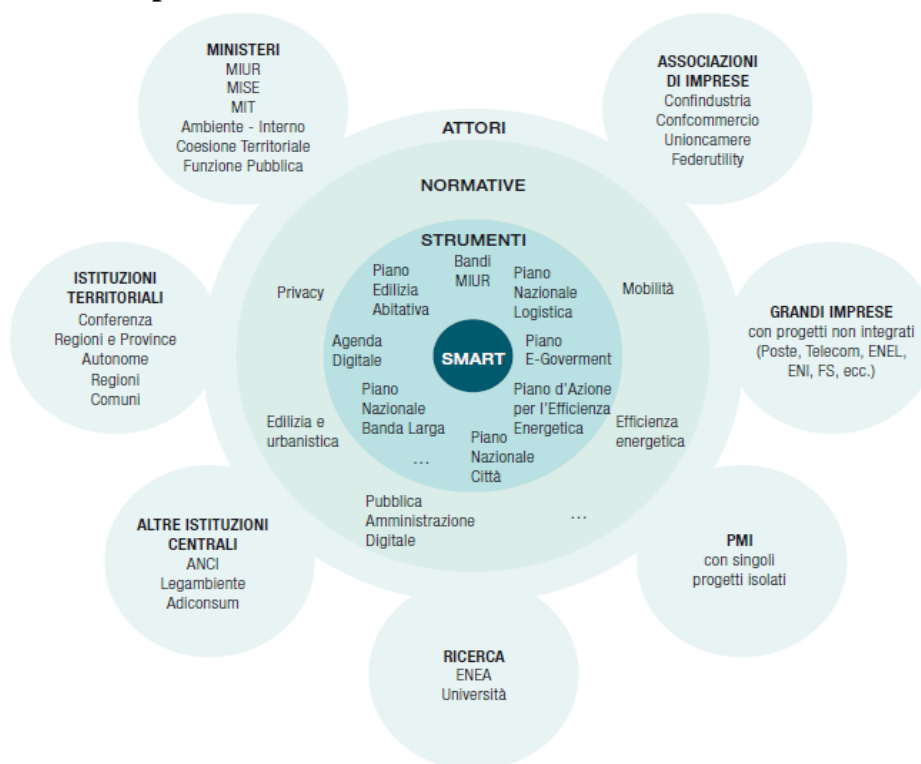 MINISTERI
MIUR
MISE
MIT
Ambiente - Interno
Coesione Territoriale
Funzione Pubblica
ASSOCIAZIONI
DI IMPRESE
Confindustria
Confcommercio
Unioncamere
Federutility
ATTORI
NORMATIVE
STRUMENTI
Bandi
MIUR
Piano
Edilizia
Abitativa
Piano
Nazionale
Logistica
Privacy
Mobilità
ISTITUZIONI
TERRITORIALI
Conferenza
Regioni e Province
Autonome
Regioni
Comuni
GRANDI IMPRESE
con progetti non integrati
(Poste, Telecom, ENEL,
ENI, FS, ecc.)
Agenda
Digitale
SMART
Piano
E-Goverment
Piano
Nazionale
Banda Larga
Piano d'Azione
per l'Efficienza
Energetica
Edilizia e
urbanistica
Efficienza
energetica
...
Piano
Nazionale
Città
Pubblica
Amministrazione
Digitale
...
ALTRE ISTITUZIONI
CENTRALI
ANCI
Legambiente
Adiconsum
PMI
con singoli
progetti isolati
RICERCA
ENEA
Università